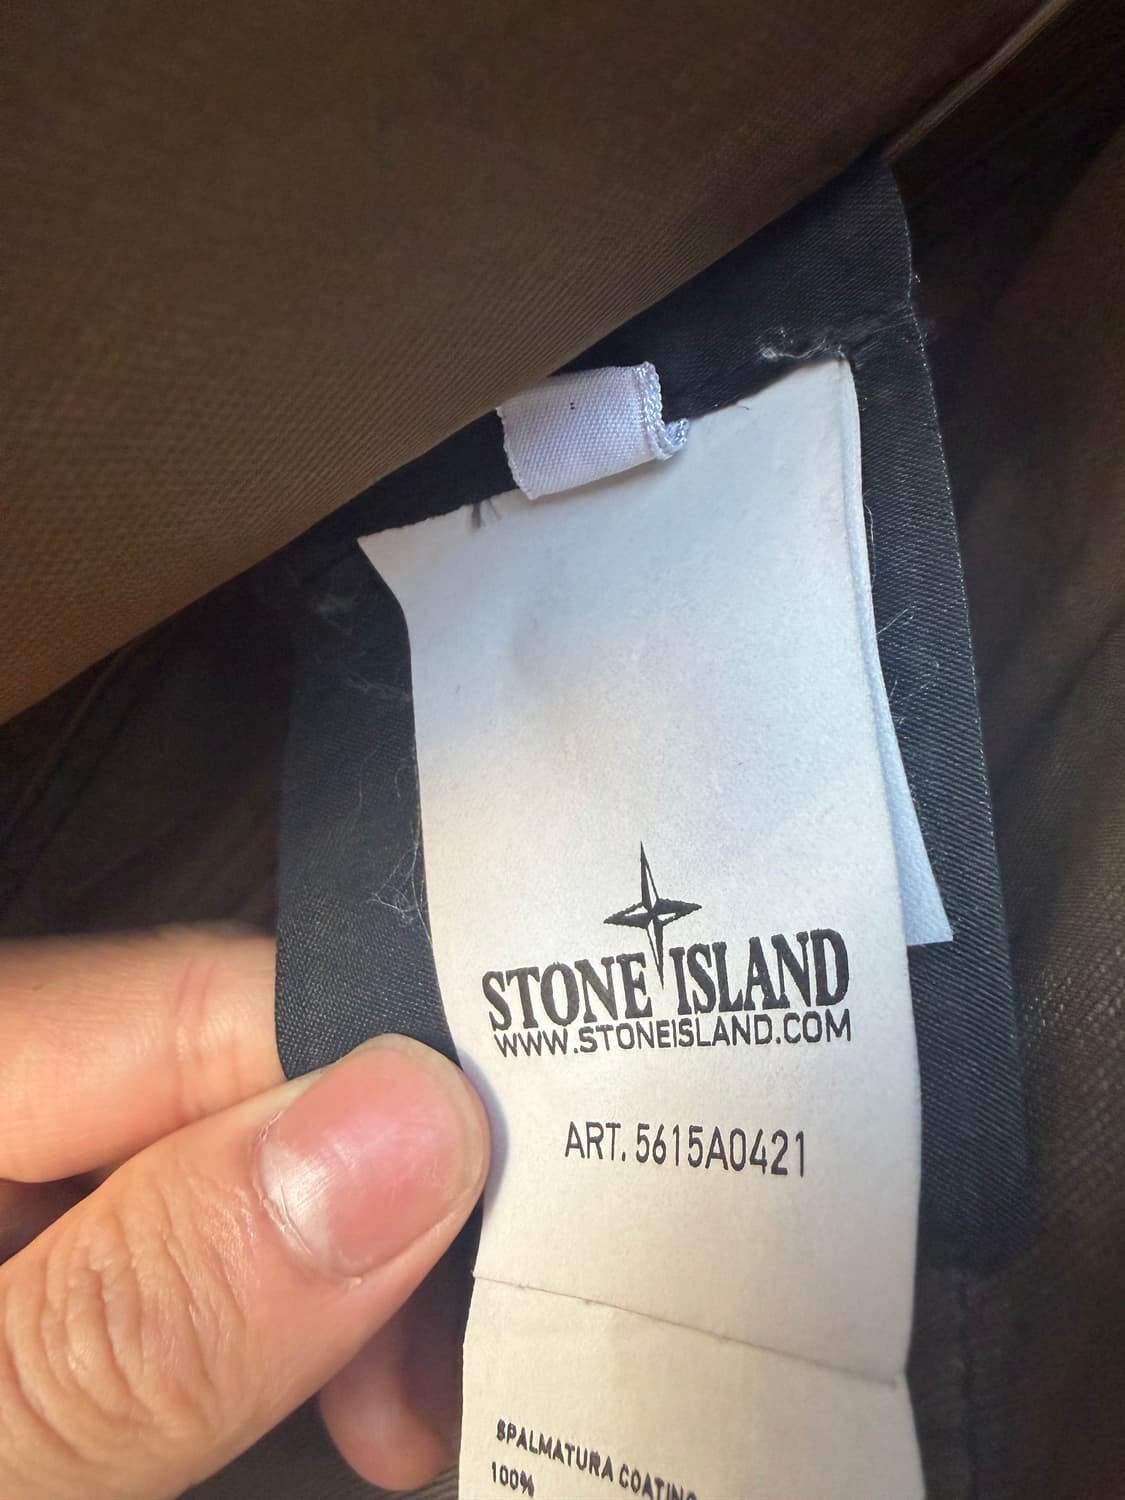 STONE ISLAND
WWW.STONEISLAND.COM
ART. 5615A0421
SPALMATURA COATING
100%